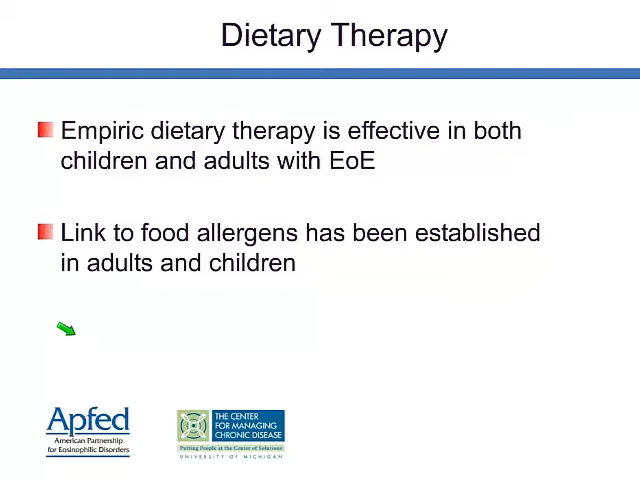 Dietary Therapy
Empiric dietary therapy is effective in both
children and adults with EoE
Link to food allergens has been established
in adults and children
Apfed
American Partnership
for Eosinophilic Disorders
THE CENTER
FOR MANAGING
CHRONIC DISEASE
Putting People at the Center of Solutions
UNIVERSITY OF MICHIGAN